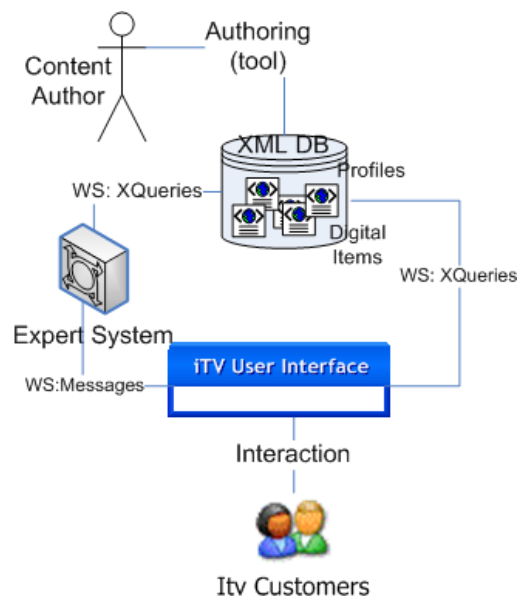 Authoring
(tool)
Content
Author
XML DB
Profiles
WS: XQueries
Digital
Items
WS: XQueries
Expert System
iTV User Interface
WS:Messages
Interaction
Itv Customers